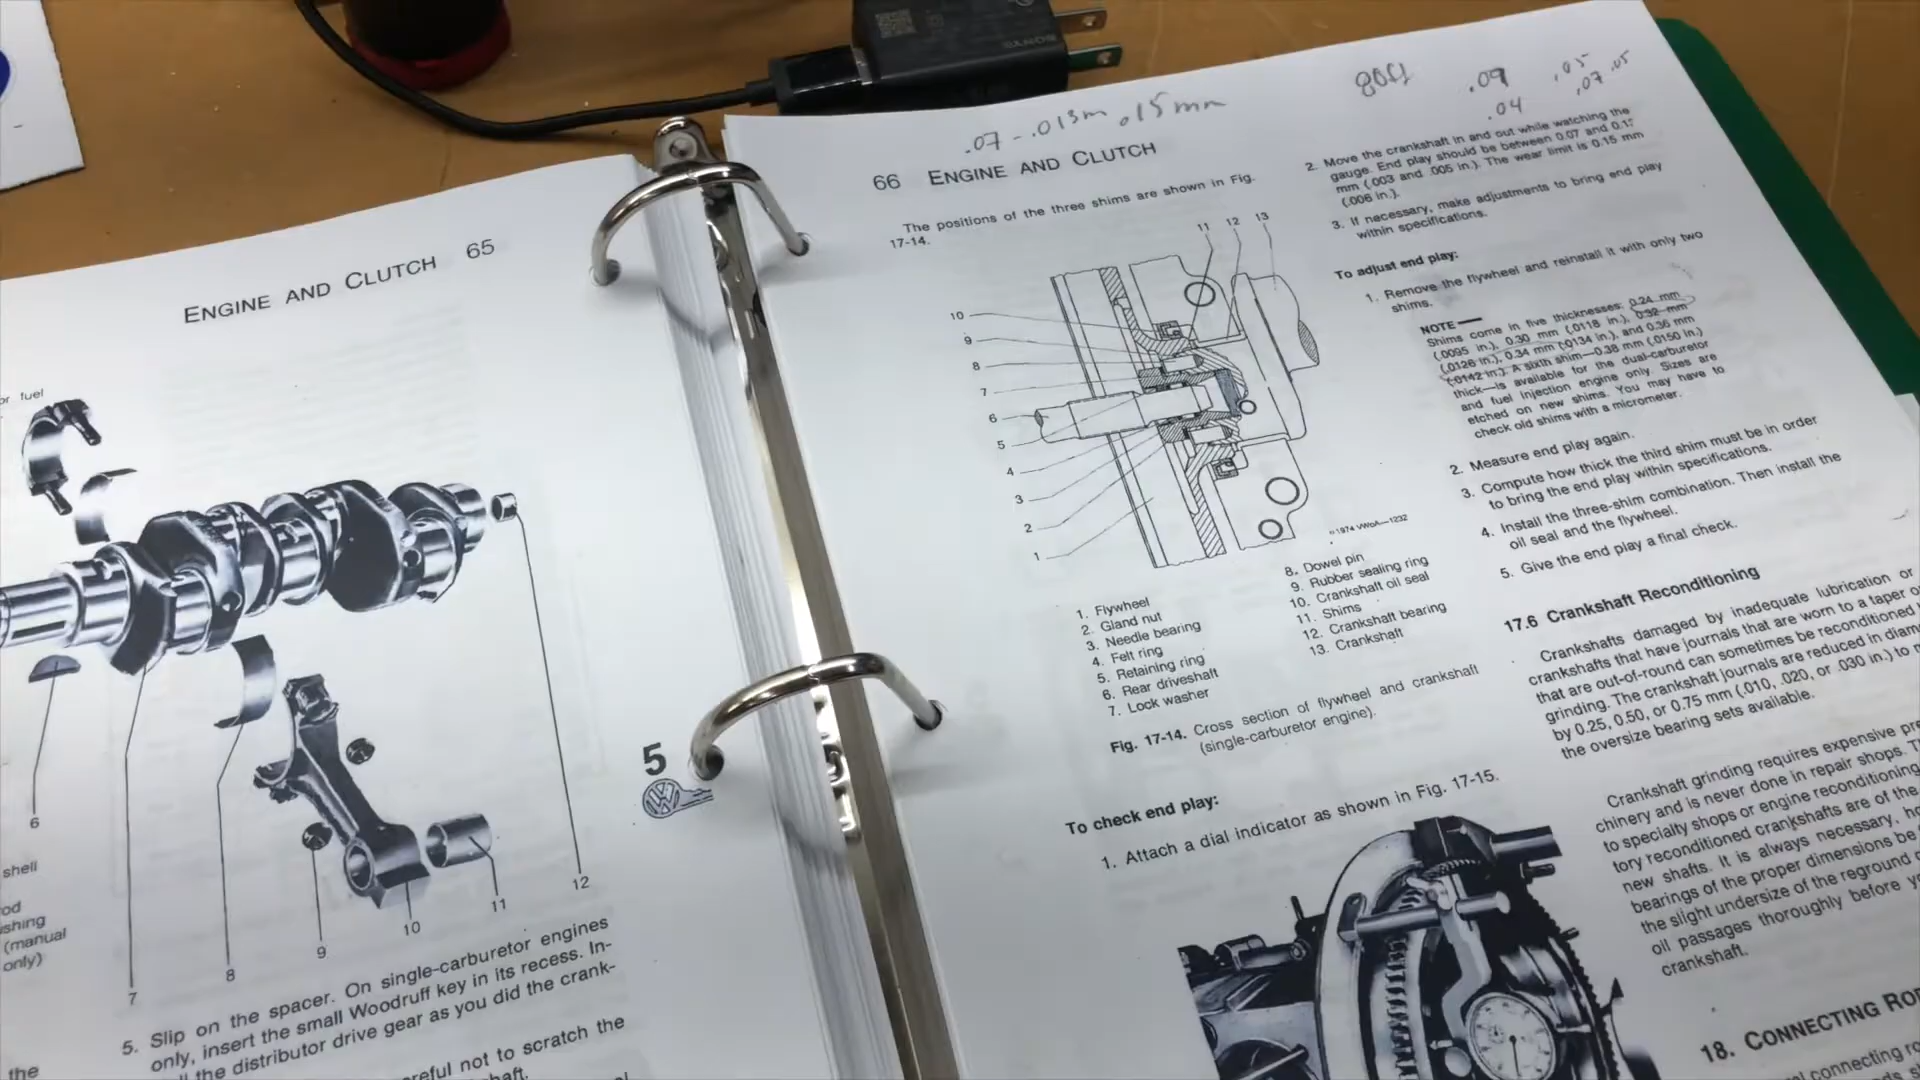 ENGINE AND CLUTCH 65
or fuel
6
shell
od
shing
(manual
only)
7
8
9
10
11
12
5. Slip on the spacer. On single-carburetor engines
only, insert the small Woodruff key in its recess. In-
the distributor drive gear as you did the crank-
careful not to scratch the
the
5
VW
.07 - .013m .15 mm
66 ENGINE AND CLUTCH
The positions of the three shims are shown in Fig.
17-14.
11 12 13
10
9
8
7
6
5
4
3
2
1
© 1974 VWoA—1232
1. Flywheel
2. Gland nut
3. Needle bearing
4. Felt ring
5. Retaining ring
6. Rear driveshaft
7. Lock washer
8. Dowel pin
9. Rubber sealing ring
10. Crankshaft oil seal
11. Shims
12. Crankshaft bearing
13. Crankshaft
Fig. 17-14. Cross section of flywheel and crankshaft
(single-carburetor engine).
To check end play:
1. Attach a dial indicator as shown in Fig. 17-15.
.09 .05 .05
.04 .07
2. Move the crankshaft in and out while watching the
gauge. End play should be between 0.07 and
mm (.003 and .005 in.). The wear limit is 0.15 mm
(.006 in.).
3. If necessary, make adjustments to bring end play
within specifications.
To adjust end play:
1. Remove the flywheel and reinstall it with only two
shims.
NOTE —
Shims come in five thicknesses: 0.24 mm
(.0095 in.), 0.30 mm (.0118 in.), 0.32 mm
(.0126 in.), 0.34 mm (.0134 in.), and 0.36 mm
(.0142 in.). A sixth shim—0.38 mm (.0150 in.)
thick—is available for the dual-carburetor
and fuel injection engine only. Sizes are
etched on new shims. You may have to
check old shims with a micrometer.
2. Measure end play again.
3. Compute how thick the third shim must be in order
to bring the end play within specifications.
4. Install the three-shim combination. Then install the
oil seal and the flywheel.
5. Give the end play a final check.
17.6 Crankshaft Reconditioning
Crankshafts damaged by inadequate lubrication or
crankshafts that have journals that are worn to a taper o
that are out-of-round can sometimes be reconditioned
grinding. The crankshaft journals are reduced in diam
by 0.25, 0.50, or 0.75 mm (.010, .020, or .030 in.) to
the oversize bearing sets available.
Crankshaft grinding requires expensive pre
chinery and is never done in repair shops. T
to specialty shops or engine reconditioning
tory reconditioned crankshafts are of the
new shafts. It is always necessary, ho
bearings of the proper dimensions be
the slight undersize of the reground
oil passages thoroughly before y
crankshaft.
18. CONNECTING ROD
connecting ro